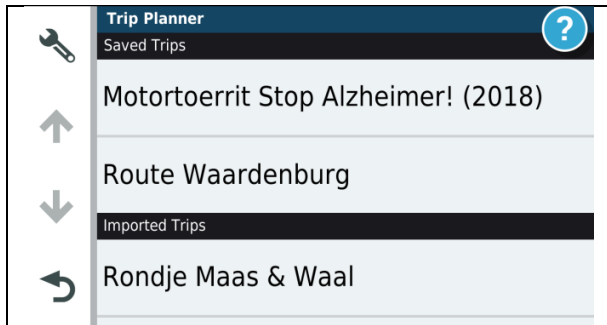 Trip Planner
?
Saved Trips
Motortoerrit Stop Alzheimer! (2018)
Route Waardenburg
Imported Trips
Rondje Maas & Waal